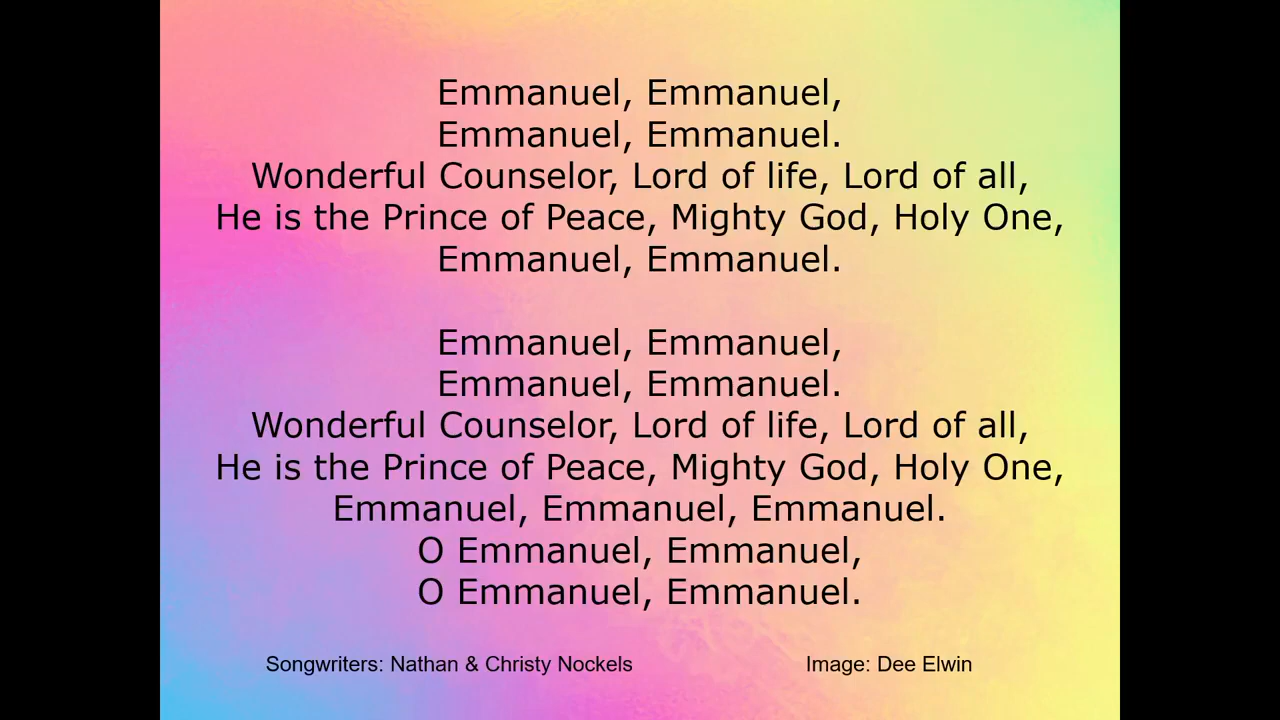 Emmanuel, Emmanuel,
Emmanuel, Emmanuel.
Wonderful Counselor, Lord of life, Lord of all,
He is the Prince of Peace, Mighty God, Holy One,
Emmanuel, Emmanuel.
Emmanuel, Emmanuel,
Emmanuel, Emmanuel.
Wonderful Counselor, Lord of life, Lord of all,
He is the Prince of Peace, Mighty God, Holy One,
Emmanuel, Emmanuel, Emmanuel.
O Emmanuel, Emmanuel,
O Emmanuel, Emmanuel.
Songwriters: Nathan & Christy Nockels
Image: Dee Elwin